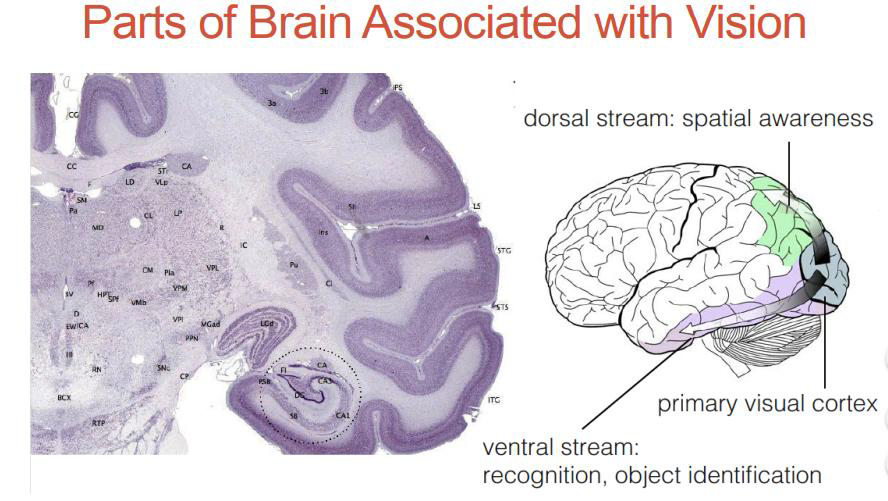 Parts of Brain Associated with Vision
3a
3b
IPS
CG
CC
F
ST
CA
LD
VLp
SM
Pa
CL
LP
MD
R
IC
SII
Ins
LS
A
STG
CM
Pla
VPL
Pu
Cl
Pf
VPM
IIV
HPT
SPf
VMb
STS
D
EW
ICA
VPI
MGad
LGd
PPN
III
RN
SNc
CP
PSB
FI
CA
CA3
DG
SB
CA1
ITG
BCX
RTP
dorsal stream: spatial awareness
primary visual cortex
ventral stream:
recognition, object identification